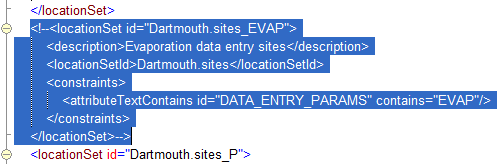 </locationSet>
<!--<locationSet id="Dartmouth.sites_EVAP">
<description>Evaporation data entry sites</description>
<locationSetId>Dartmouth.sites</locationSetId>
<constraints>
<attributeTextContains id="DATA_ENTRY_PARAMS" contains="EVAP"/>
</constraints>
</locationSet>-->
<locationSet id="Dartmouth.sites_P">